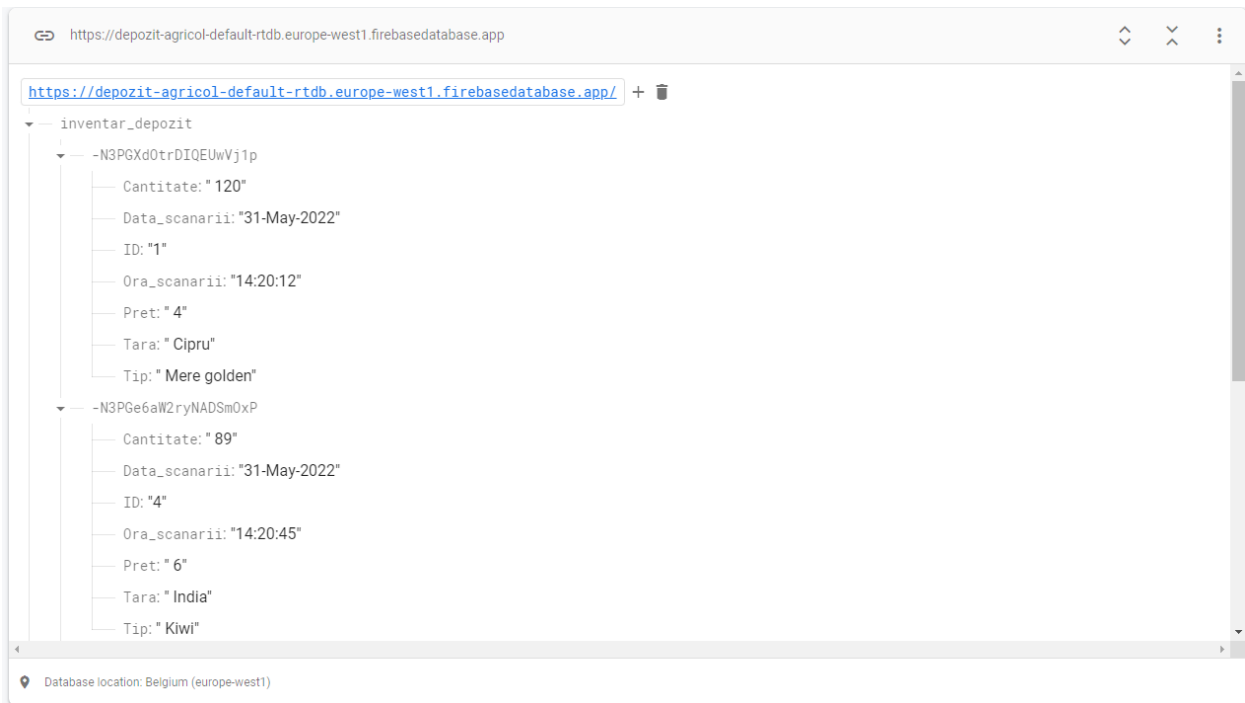 https://depozit-agricol-default-rtdb.europe-west1.firebasedatabase.app
https://depozit-agricol-default-rtdb.europe-west1.firebasedatabase.app/
inventar_depozit
-N3PGXdOtrDIQEUwVj1p
Cantitate: " 120"
Data_scanarii: "31-May-2022"
ID: "1"
Ora_scanarii: "14:20:12"
Pret: " 4"
Tara: " Cipru"
Tip: " Mere golden"
-N3PGe6aW2ryNADSmOxP
Cantitate: " 89"
Data_scanarii: "31-May-2022"
ID: "4"
Ora_scanarii: "14:20:45"
Pret: " 6"
Tara: " India"
Tip: " Kiwi"
Database location: Belgium (europe-west1)